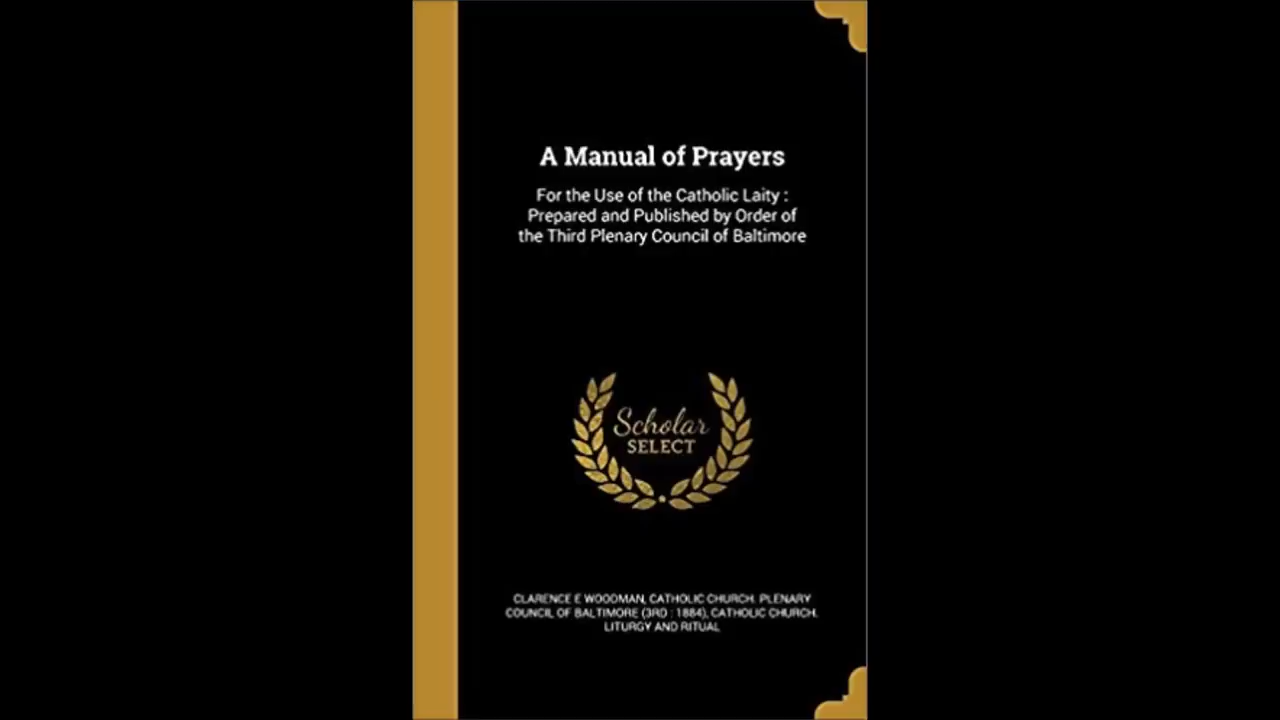 A Manual of Prayers
For the Use of the Catholic Laity :
Prepared and Published by Order of
the Third Plenary Council of Baltimore
Scholar
SELECT
CLARENCE E WOODMAN, CATHOLIC CHURCH. PLENARY
COUNCIL OF BALTIMORE (3RD : 1884), CATHOLIC CHURCH.
LITURGY AND RITUAL